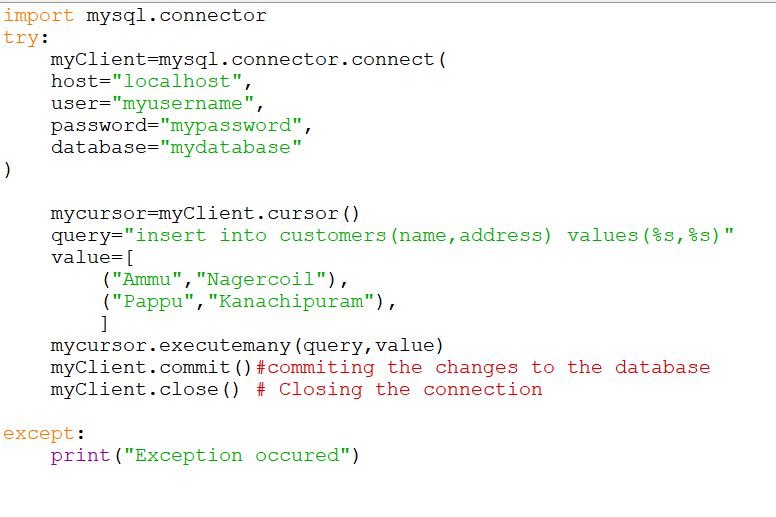 import mysql.connector
try:
    myClient=mysql.connector.connect(
    host="localhost",
    user="myusername",
    password="mypassword",
    database="mydatabase"
)

    mycursor=myClient.cursor()
    query="insert into customers(name,address) values(%s,%s)"
    value=[
        ("Ammu","Nagercoil"),
        ("Pappu","Kanachipuram"),
        ]
    mycursor.executemany(query,value)
    myClient.commit()#commiting the changes to the database
    myClient.close() # Closing the connection

except:
    print("Exception occured")